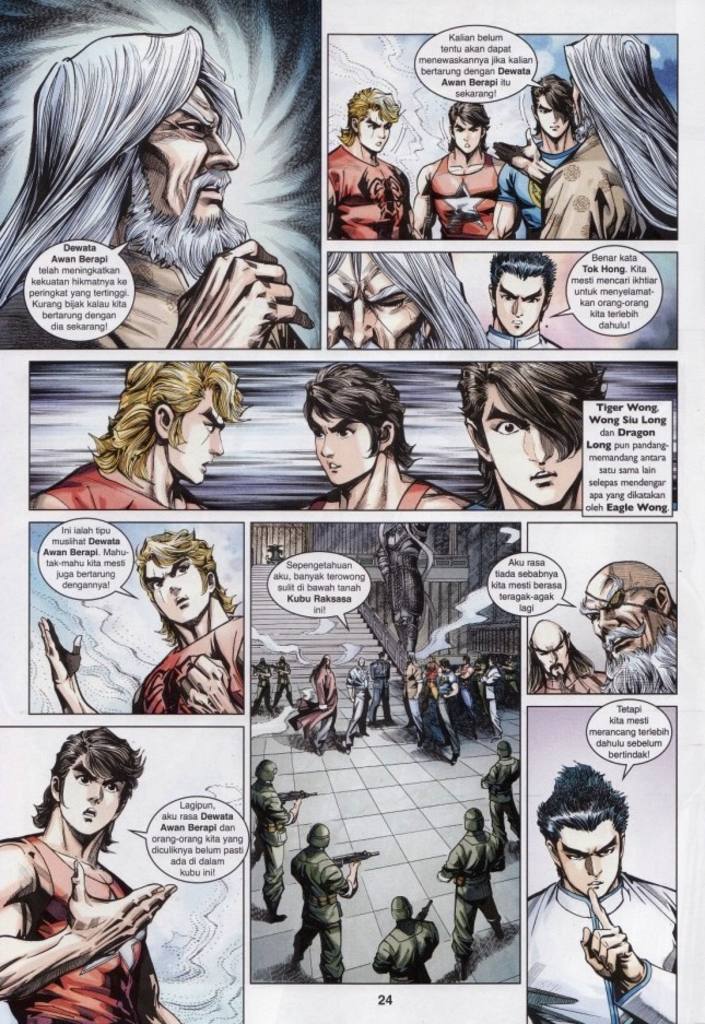 Dewata
Awan Berapi
telah meningkatkan
kekuatan hikmatnya ke
peringkat yang tertinggi.
Kurang bijak kalau kita
bertarung dengan
dia sekarang!
Kalian belum
tentu akan dapat
menewaskannya jika kalian
bertarung dengan Dewata
Awan Berapi itu
sekarang!
Benar kata
Tok Hong. Kita
mesti mencari ikhtiar
untuk menyelamat-
kan orang-orang
kita terlebih
dahulu!
Tiger Wong,
Wong Siu Long
dan Dragon
Long pun pandang-
memandang antara
satu sama lain
selepas mendengar
apa yang dikatakan
oleh Eagle Wong.
Ini ialah tipu
muslihat Dewata
Awan Berapi. Mahu-
tak-mahu kita mesti
juga bertarung
dengannya!
Sepengetahuan
aku, banyak terowong
sulit di bawah tanah
Kubu Raksasa
ini!
Aku rasa
tiada sebabnya
kita mesti berasa
teragak-agak
lagi
Lagipun,
aku rasa Dewata
Awan Berapi dan
orang-orang kita yang
diculiknya belum pasti
ada di dalam
kubu ini!
Tetapi
kita mesti
merancang terlebih
dahulu sebelum
bertindak!
24